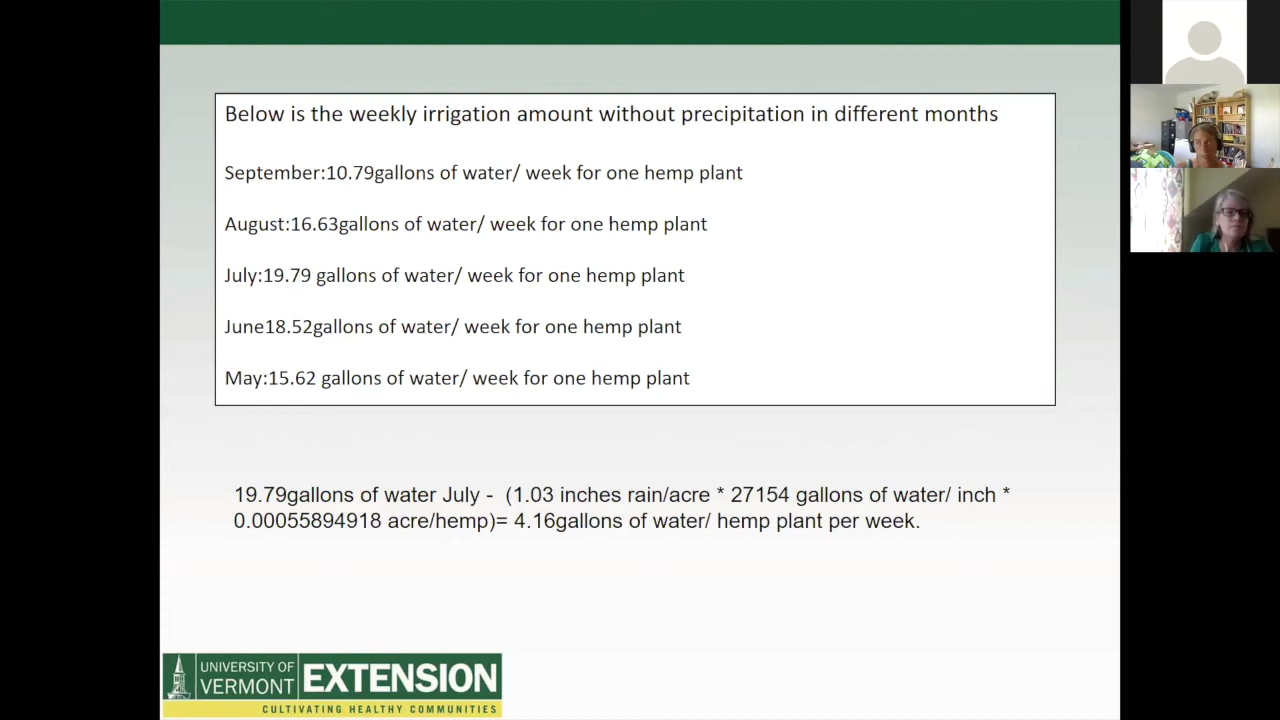 Below is the weekly irrigation amount without precipitation in different months
September:10.79gallons of water/ week for one hemp plant
August:16.63gallons of water/ week for one hemp plant
July:19.79 gallons of water/ week for one hemp plant
June18.52gallons of water/ week for one hemp plant
May:15.62 gallons of water/ week for one hemp plant
19.79gallons of water July -  (1.03 inches rain/acre * 27154 gallons of water/ inch *
0.00055894918 acre/hemp)= 4.16gallons of water/ hemp plant per week.
UNIVERSITY OF
VERMONT
EXTENSION
CULTIVATING HEALTHY COMMUNITIES